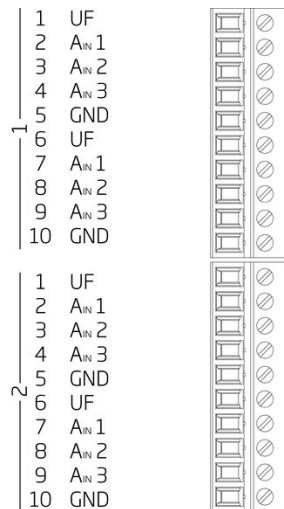 1
1 UF
2 AIN 1
3 AIN 2
4 AIN 3
5 GND
6 UF
7 AIN 1
8 AIN 2
9 AIN 3
10 GND
2
1 UF
2 AIN 1
3 AIN 2
4 AIN 3
5 GND
6 UF
7 AIN 1
8 AIN 2
9 AIN 3
10 GND